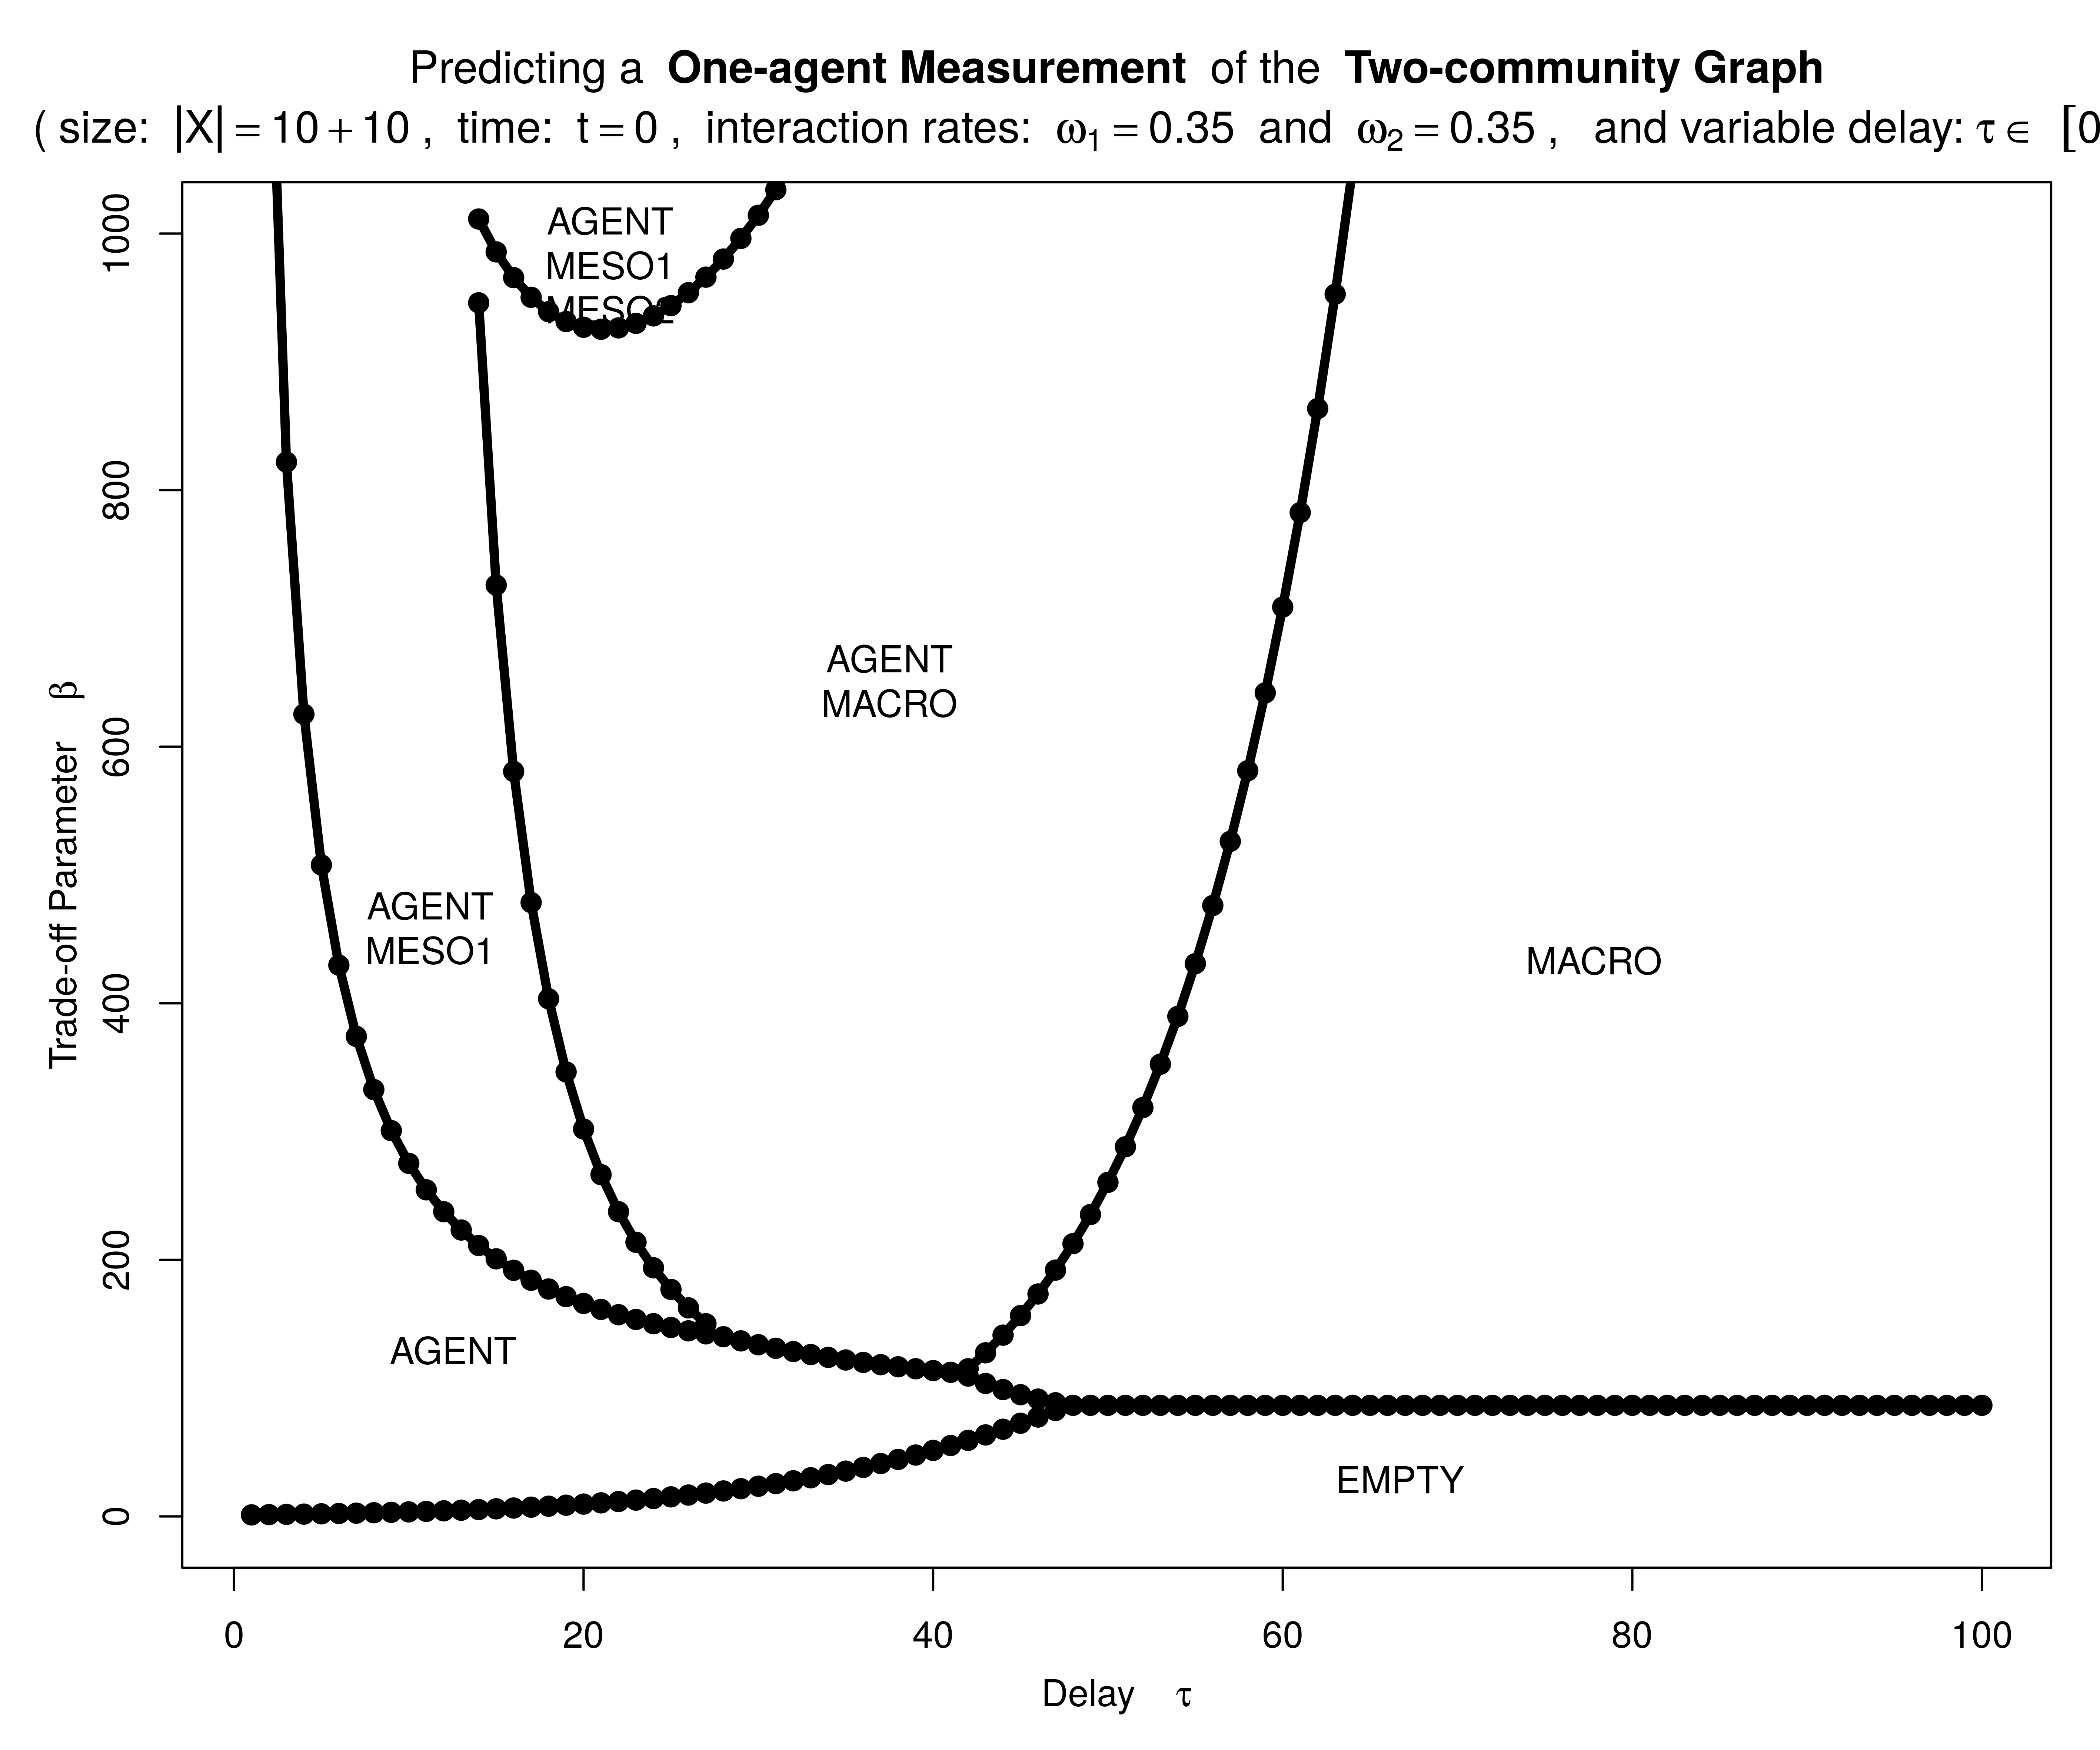 Predicting a One-agent Measurement of the Two-community Graph
( size: |X| = 10 + 10 , time: t = 0 , interaction rates: ω1 = 0.35 and ω2 = 0.35 , and variable delay: τ ∈ [0
AGENT
MESO1
MESO2
AGENT
MACRO
AGENT
MESO1
MACRO
AGENT
EMPTY
Trade-off Parameter β
0
200
400
600
800
1000
0 20 40 60 80 100
Delay τ